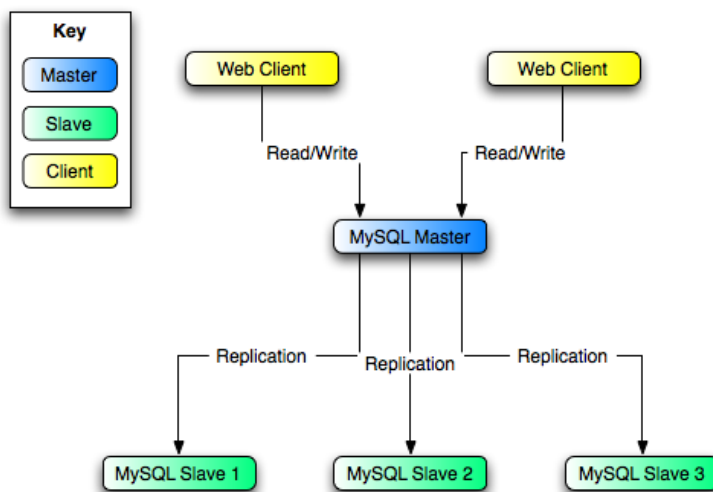 Key
Master
Slave
Client
Web Client
Web Client
Read/Write
Read/Write
MySQL Master
Replication
Replication
Replication
MySQL Slave 1
MySQL Slave 2
MySQL Slave 3